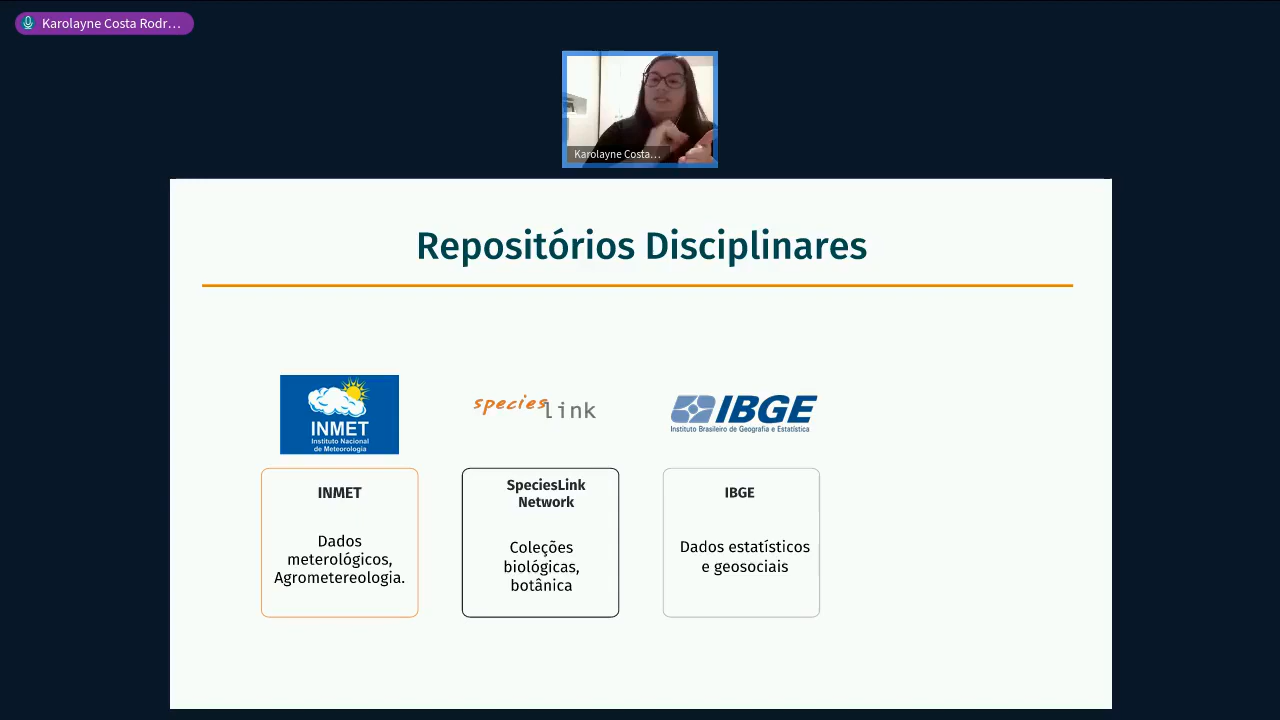 Karolayne Costa Rodr...
Karolayne Costa...
Repositórios Disciplinares
INMET
Instituto Nacional
de Meteorologia
species
link
IBGE
Instituto Brasileiro de Geografia e Estatística
INMET
Dados
meterológicos,
Agrometereologia.
SpeciesLink
Network
Coleções
biológicas,
botânica
IBGE
Dados estatísticos
e geosociais